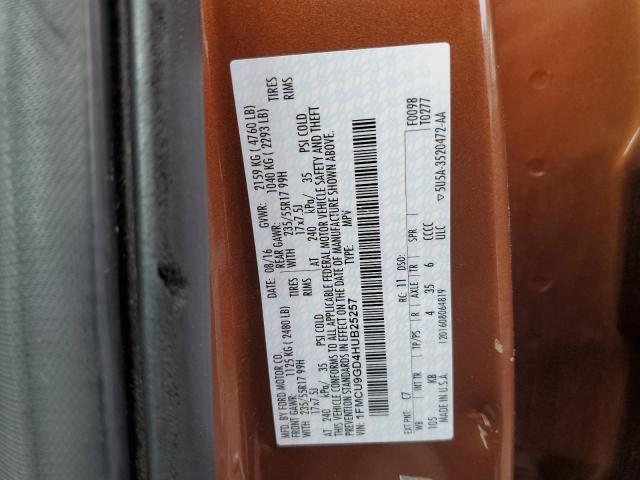 MFD. BY FORD MOTOR CO.
DATE: 08/16 GVWR: 2159 KG ( 4760 LB)
FRONT GAWR: 1125 KG ( 2480 LB) REAR GAWR: 1040 KG ( 2293 LB)
235/55R17 99H TIRES 235/55R17 99H TIRES
WITH 17x7.5J RIMS WITH 17x7.5J RIMS
AT 240 kPa/ 35 PSI COLD AT 240 kPa/ 35 PSI COLD
THIS VEHICLE CONFORMS TO ALL APPLICABLE FEDERAL MOTOR VEHICLE SAFETY AND THEFT
PREVENTION STANDARDS IN EFFECT ON THE DATE OF MANUFACTURE SHOWN ABOVE.
VIN: 1FMCU9GD4HUB25257 TYPE: MPV
F0098
EXT PNT: C7 RC: 11 DSO: T0277
WB INT TR TP/PS R AXLE TR SPR
105 KB 4 35 6 CCCC
MADE IN U.S.A. 1201608064819 ULC 5U5A-3520472-AA